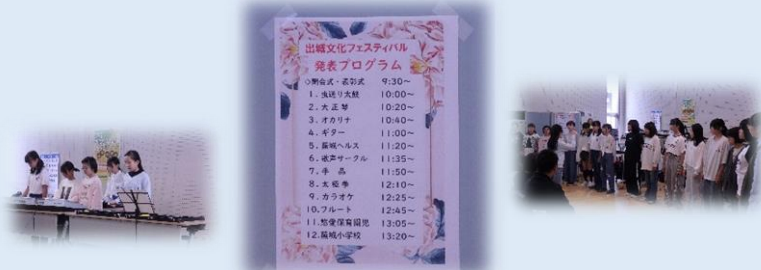 出城文化フェスティバル
発表プログラム
◇開会式・表彰式 9:30～
1. 虫送り太鼓 10:00～
2. 大正琴 10:20～
3. オカリナ 10:40～
4. ギター 11:00～
5. 蕪城ヘルス 11:20～
6. 歌声サークル 11:35～
7. 手品 11:50～
8. 太極拳 12:10～
9. カラオケ 12:25～
10. フルート 12:45～
11. 悠愛保育園児 13:05～
12. 蕪城小学校 13:20～